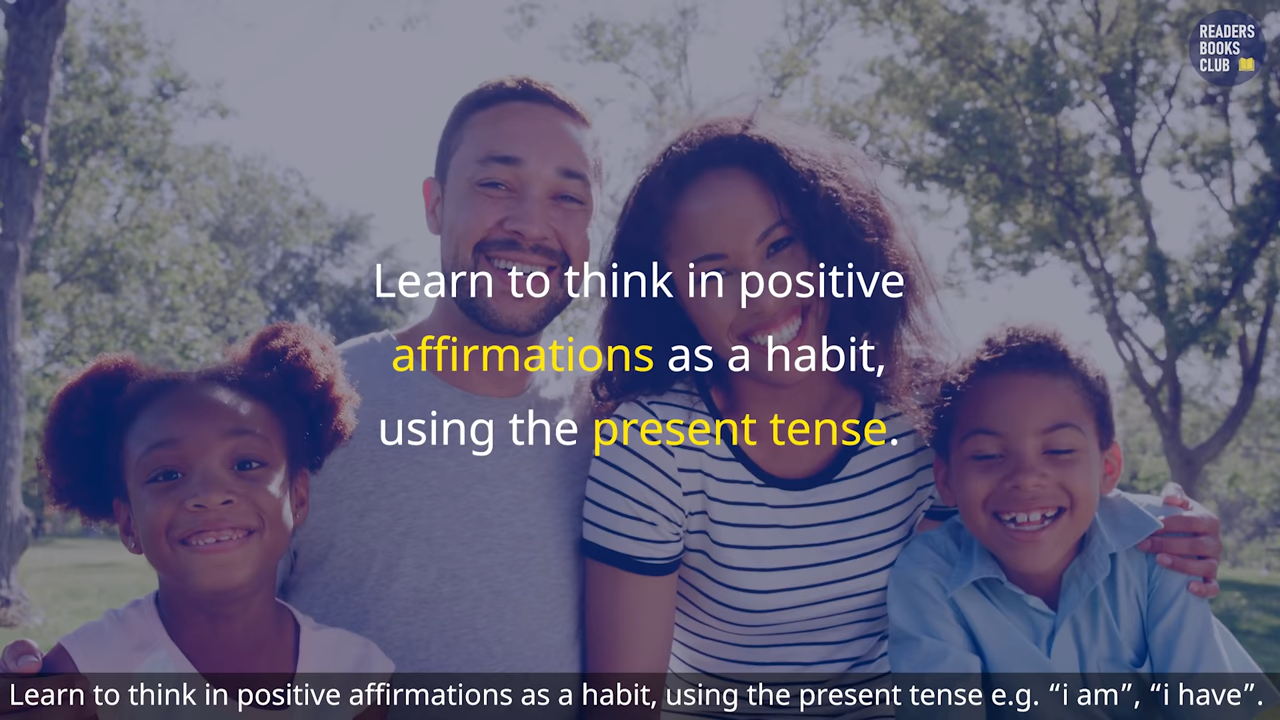 READERS
BOOKS
CLUB
Learn to think in positive
affirmations as a habit,
using the present tense.
Learn to think in positive affirmations as a habit, using the present tense e.g. “i am”, “i have”.